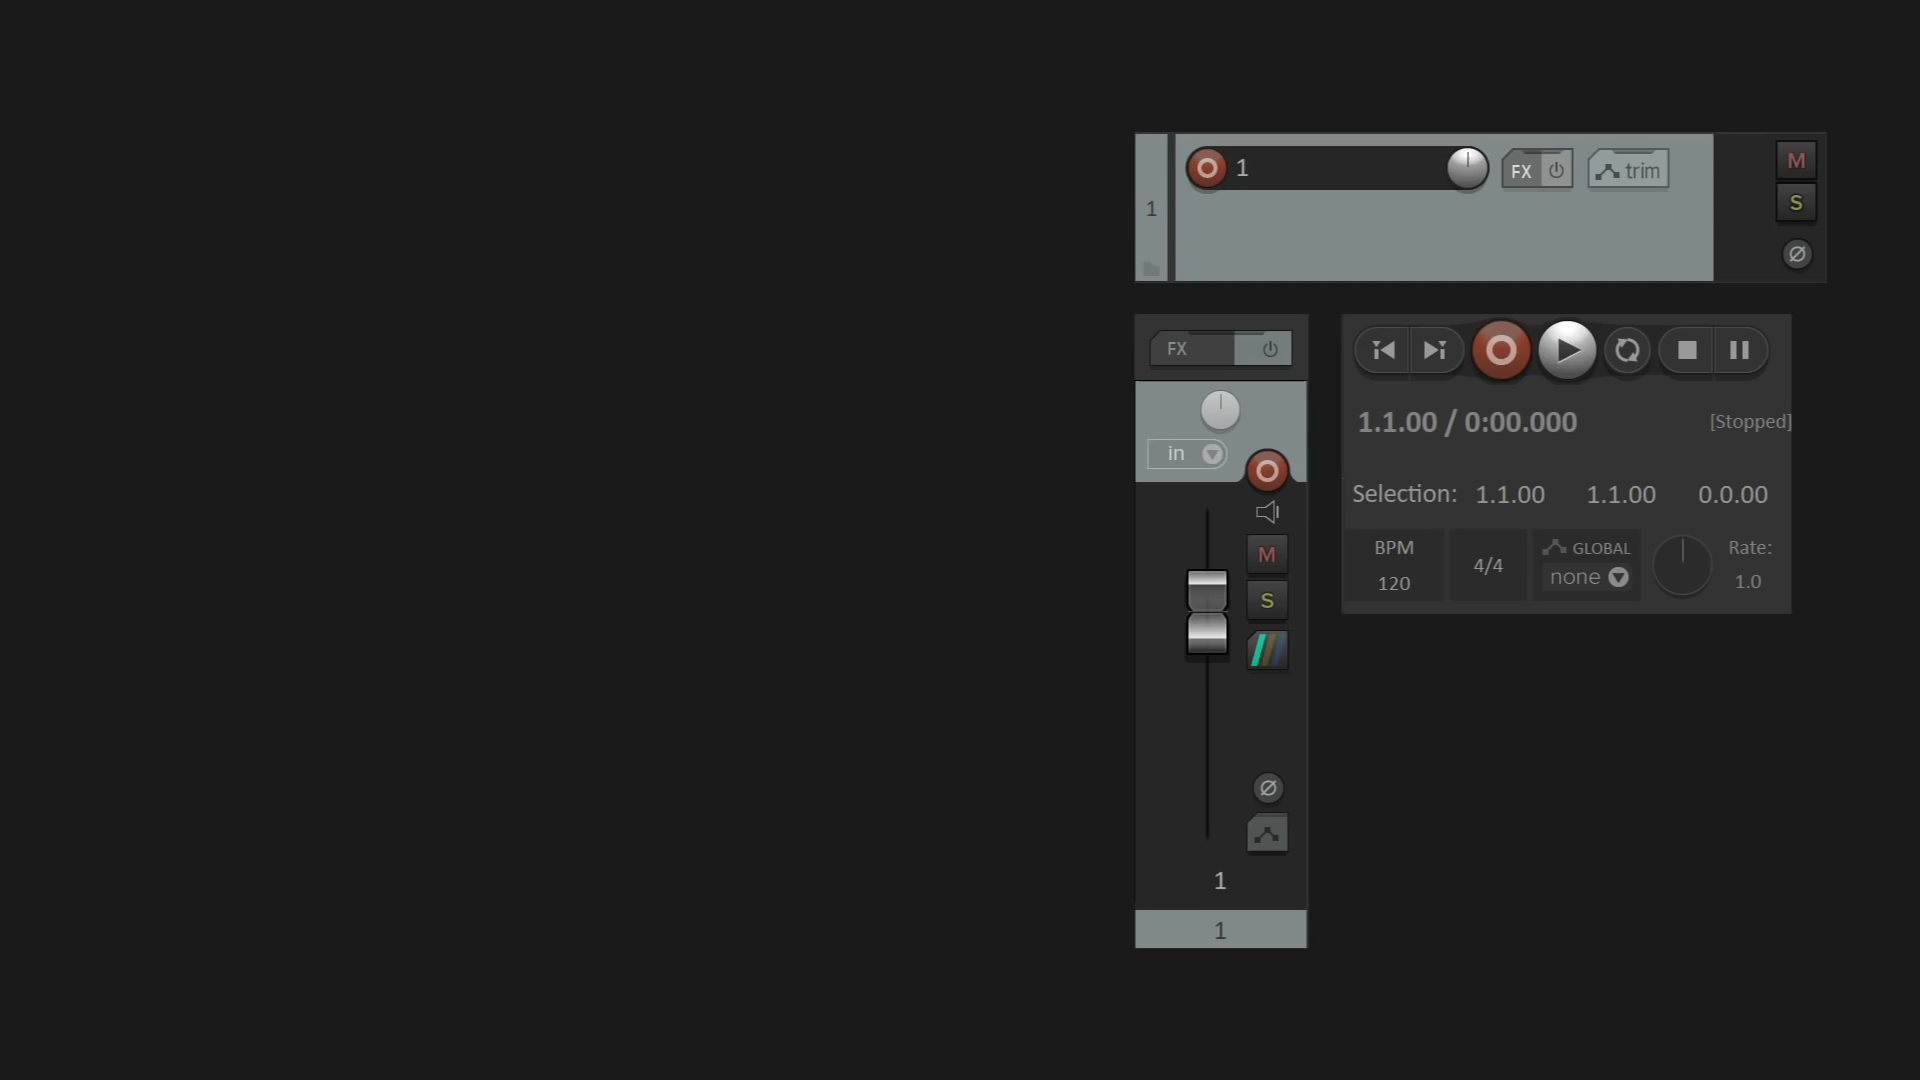 1
1
FX
trim
M
S
FX
in
M
S
1
1
1.1.00 / 0:00.000
[Stopped]
Selection: 1.1.00 1.1.00 0.0.00
BPM
120
4/4
GLOBAL
none
Rate:
1.0